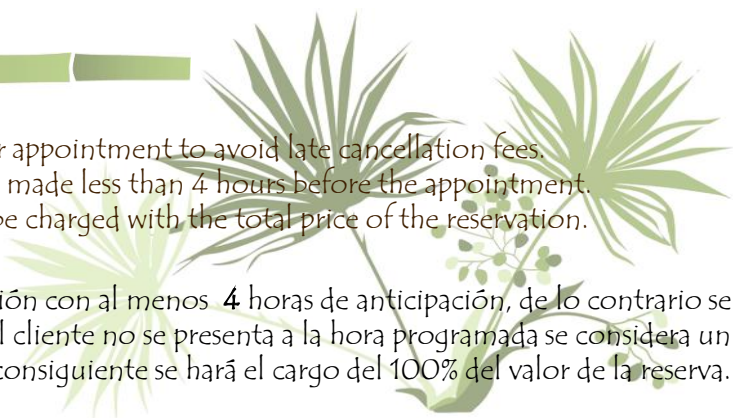 r appointment to avoid late cancellation fees.
made less than 4 hours before the appointment.
be charged with the total price of the reservation.
ión con al menos 4 horas de anticipación, de lo contrario se
l cliente no se presenta a la hora programada se considera un
consiguiente se hará el cargo del 100% del valor de la reserva.